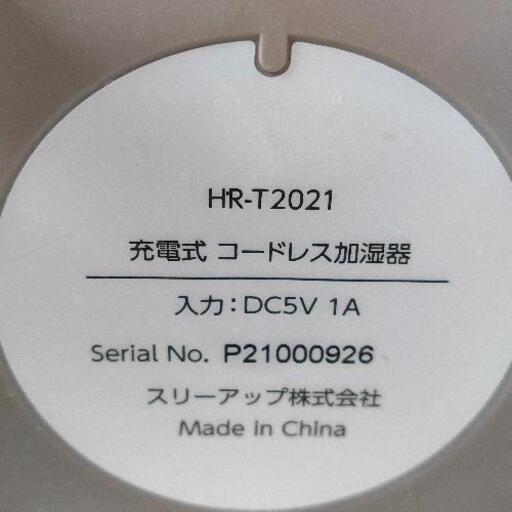 HR-T2021
充電式 コードレス加湿器
入力：DC5V 1A
Serial No. P21000926
スリーアップ株式会社
Made in China